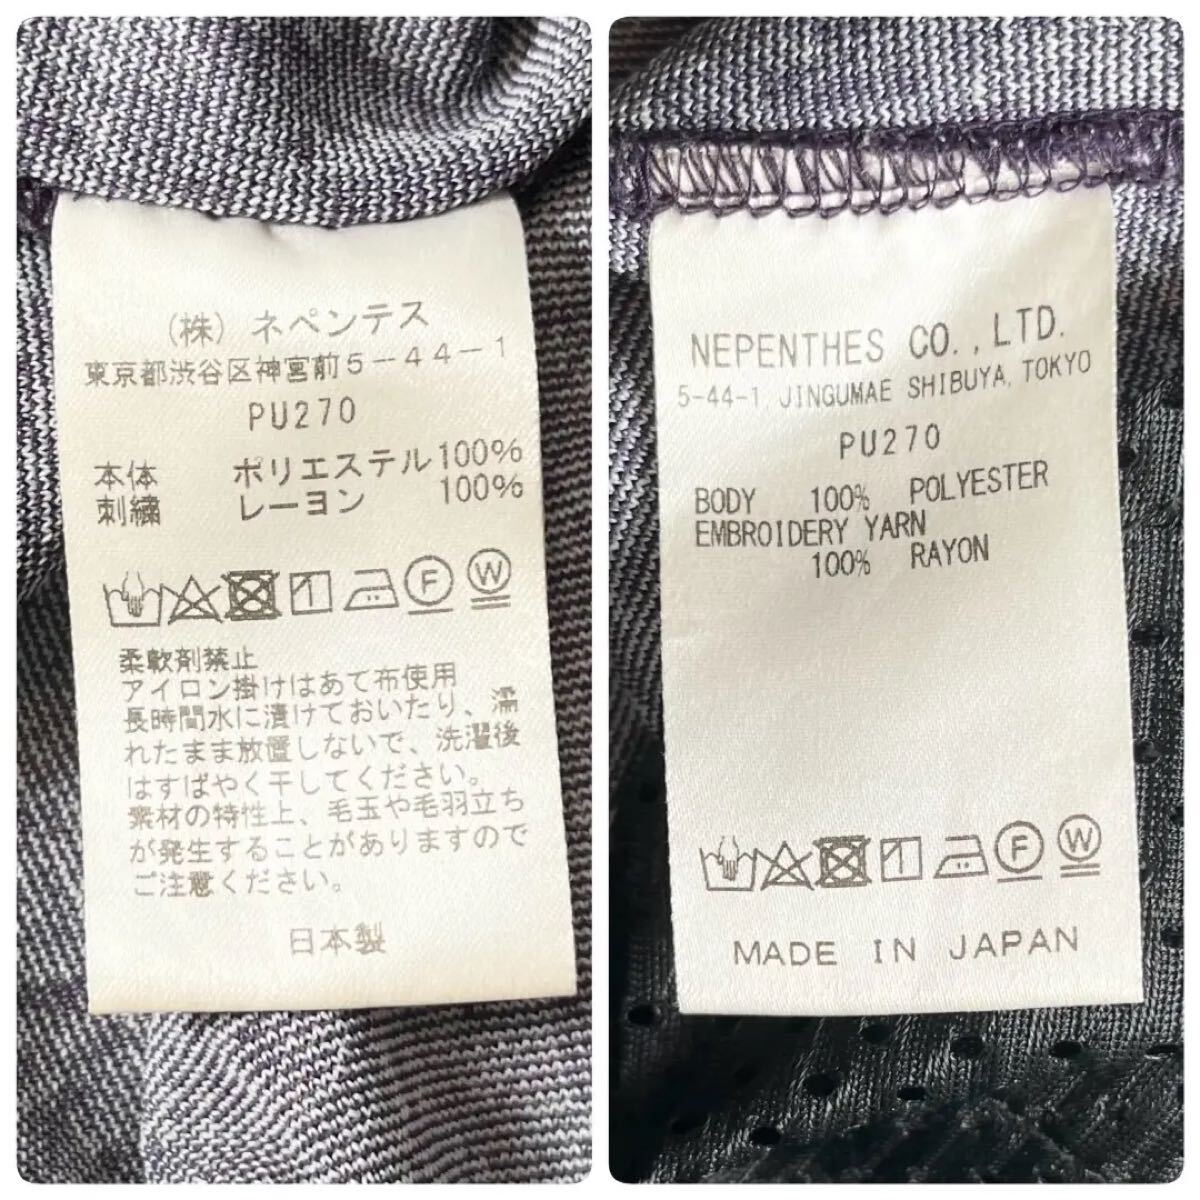 (株) ネペンテス
東京都渋谷区神宮前5-44-1
PU270
本体 ポリエステル100%
刺繍 レーヨン 100%
F W
柔軟剤禁止
アイロン掛けはあて布使用
長時間水に漬けておいたり、濡
れたまま放置しないで、洗濯後
はすばやく干してください。
素材の特性上、毛玉や毛羽立ち
が発生することがありますので
ご注意ください。
日本製
NEPENTHES CO.,LTD.
5-44-1, JINGUMAE SHIBUYA, TOKYO
PU270
BODY 100% POLYESTER
EMBROIDERY YARN
100% RAYON
F W
MADE IN JAPAN